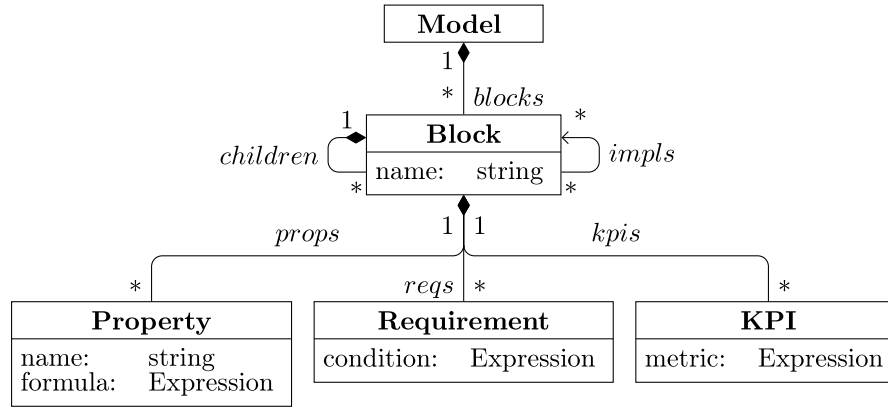 Model
1
* blocks
1 *
Block
children impls
name: string
* *
1 1
props kpis
* reqs * *
Property Requirement KPI
name: string condition: Expression metric: Expression
formula: Expression